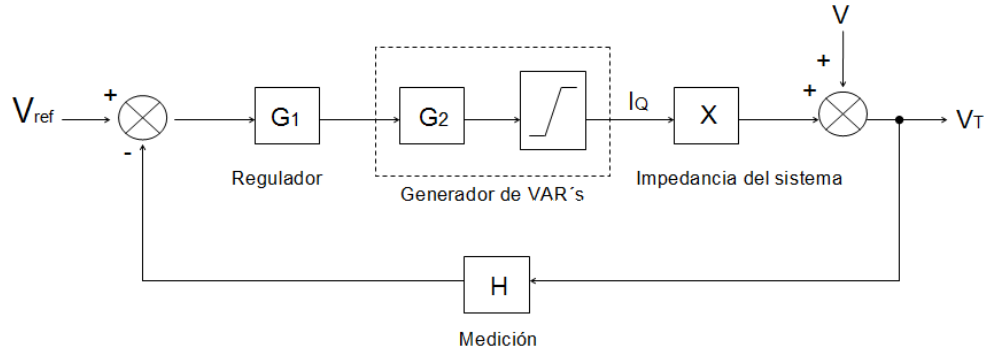 V
+
+
+
Vref
-
G1
G2
IQ
X
VT
Regulador
Generador de VAR´s
Impedancia del sistema
H
Medición